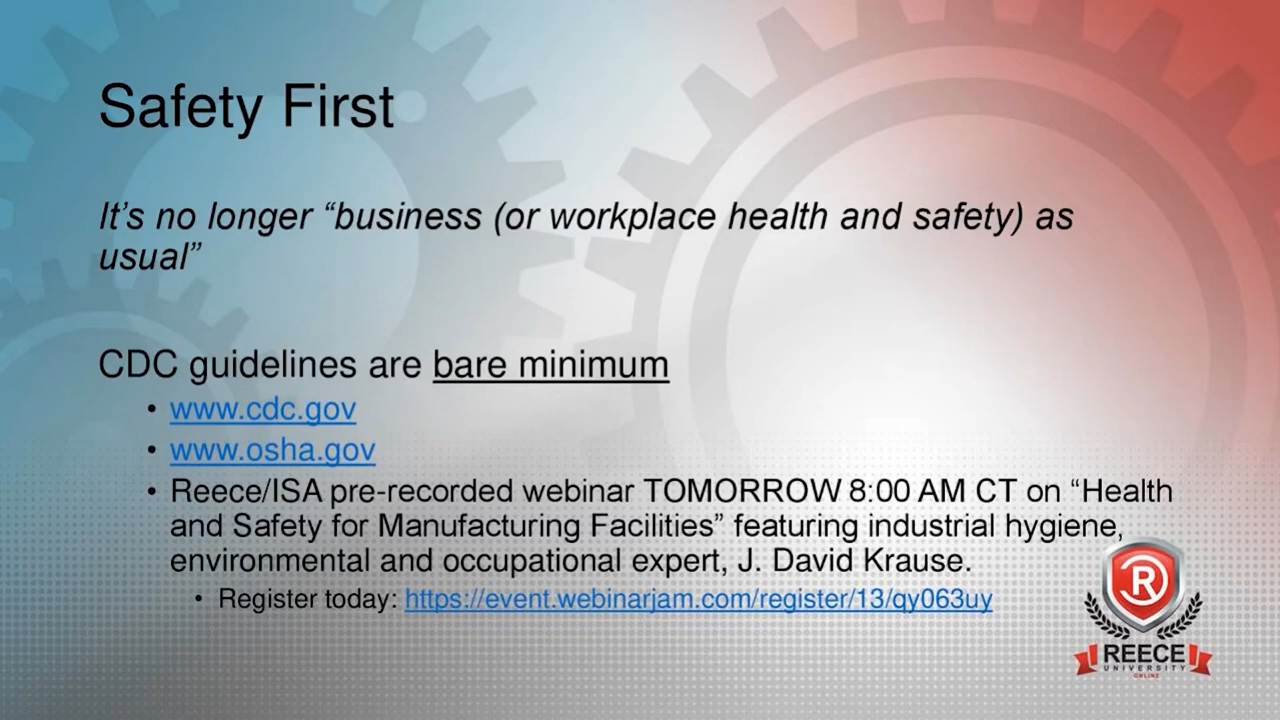 Safety First
It’s no longer “business (or workplace health and safety) as
usual”
CDC guidelines are bare minimum
• www.cdc.gov
• www.osha.gov
• Reece/ISA pre-recorded webinar TOMORROW 8:00 AM CT on “Health
and Safety for Manufacturing Facilities” featuring industrial hygiene,
environmental and occupational expert, J. David Krause.
• Register today: https://event.webinarjam.com/register/13/qy063uy
R
REECE
UNIVERSITY
ONLINE